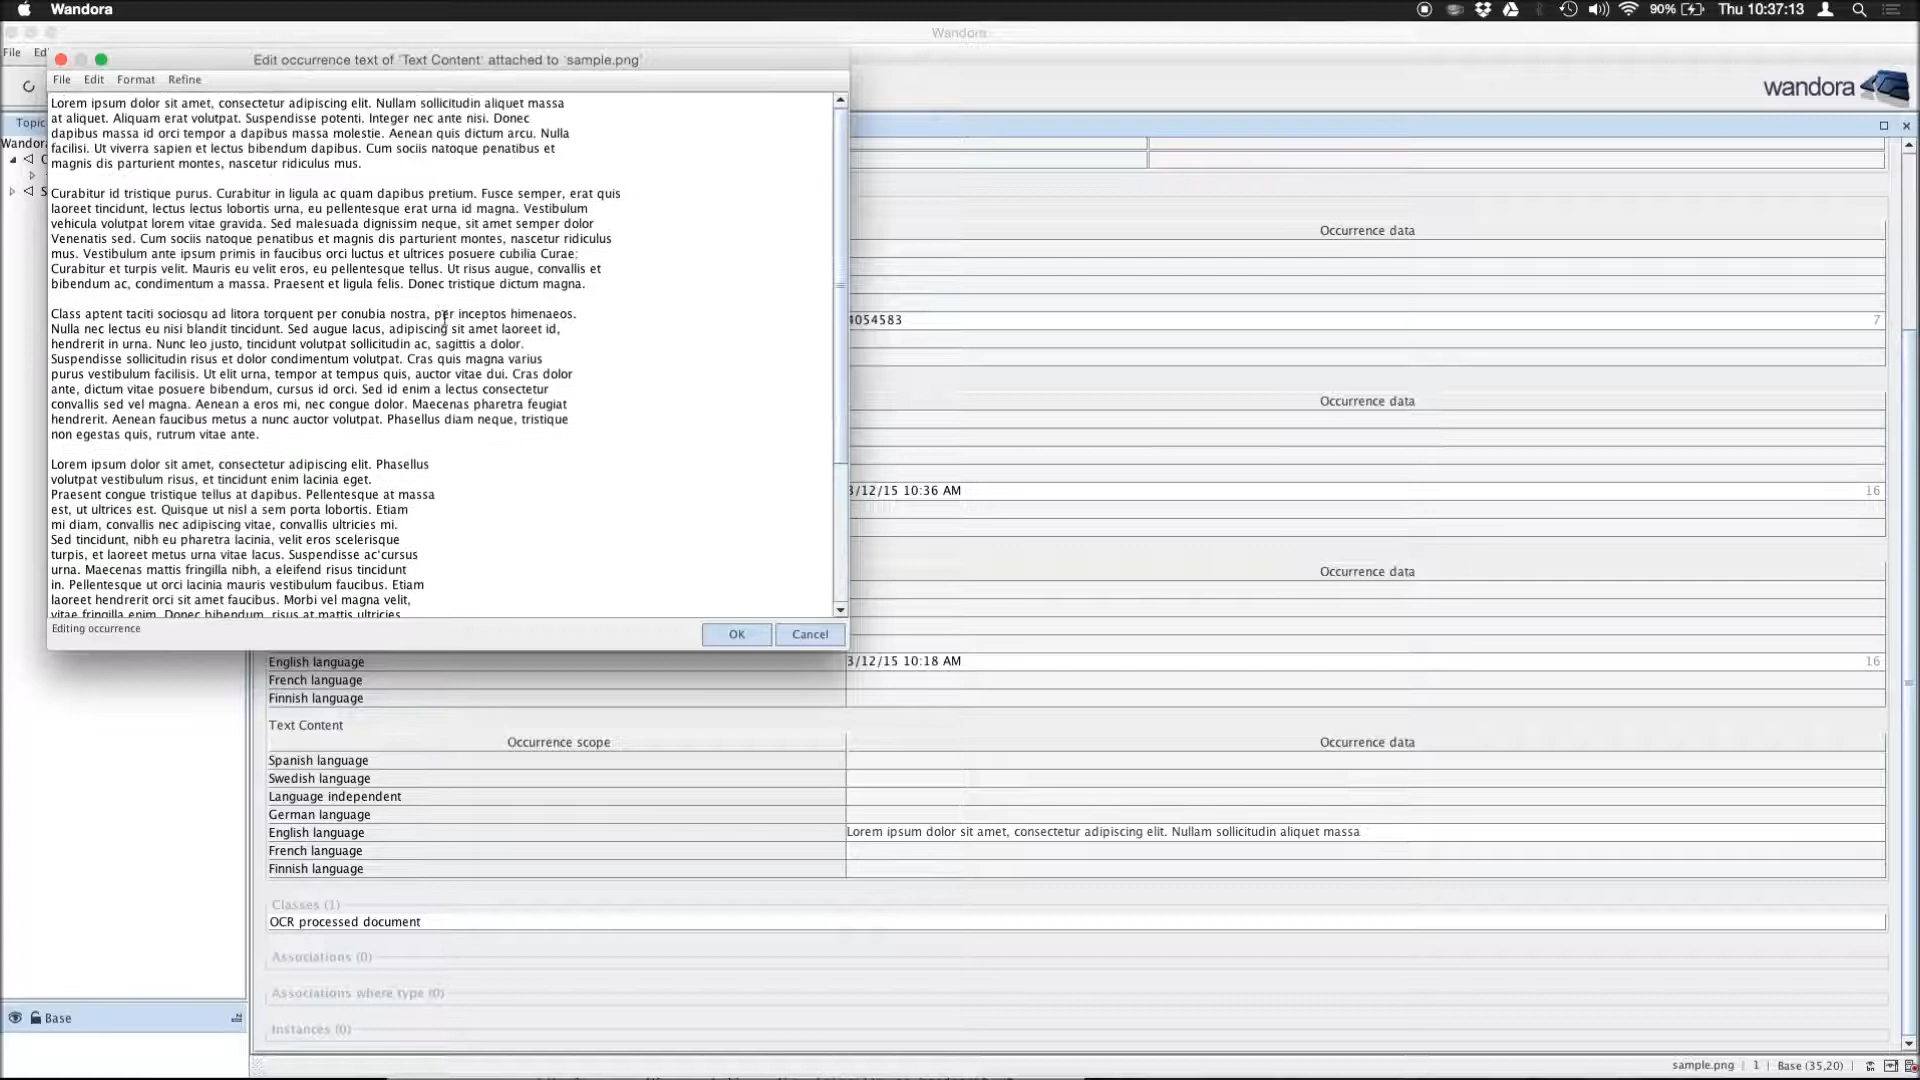 Wandora
90%
Thu 10:37:13
Wandora
File
Edit occurrence text of 'Text Content' attached to 'sample.png'
File Edit Format Refine
wandora
Lorem ipsum dolor sit amet, consectetur adipiscing elit. Nullam sollicitudin aliquet massa
at aliquet. Aliquam erat volutpat. Suspendisse potenti. Integer nec ante nisi. Donec
dapibus massa id orci tempor a dapibus massa molestie. Aenean quis dictum arcu. Nulla
facilisi. Ut viverra sapien et lectus bibendum dapibus. Cum sociis natoque penatibus et
magnis dis parturient montes, nascetur ridiculus mus.
Curabitur id tristique purus. Curabitur in ligula ac quam dapibus pretium. Fusce semper, erat quis
laoreet tincidunt, lectus lectus lobortis urna, eu pellentesque erat urna id magna. Vestibulum
vehicula volutpat lorem vitae gravida. Sed malesuada dignissim neque, sit amet semper dolor
Venenatis sed. Cum sociis natoque penatibus et magnis dis parturient montes, nascetur ridiculus
mus. Vestibulum ante ipsum primis in faucibus orci luctus et ultrices posuere cubilia Curae;
Curabitur et turpis velit. Mauris eu velit eros, eu pellentesque tellus. Ut risus augue, convallis et
bibendum ac, condimentum a massa. Praesent et ligula felis. Donec tristique dictum magna.
Class aptent taciti sociosqu ad litora torquent per conubia nostra, per inceptos himenaeos.
Nulla nec lectus eu nisi blandit tincidunt. Sed augue lacus, adipiscing sit amet laoreet id,
hendrerit in urna. Nunc leo justo, tincidunt volutpat sollicitudin ac, sagittis a dolor.
Suspendisse sollicitudin risus et dolor condimentum volutpat. Cras quis magna varius
purus vestibulum facilisis. Ut elit urna, tempor at tempus quis, auctor vitae dui. Cras dolor
ante, dictum vitae posuere bibendum, cursus id orci. Sed id enim a lectus consectetur
convallis sed vel magna. Aenean a eros mi, nec congue dolor. Maecenas pharetra feugiat
hendrerit. Aenean faucibus metus a nunc auctor volutpat. Phasellus diam neque, tristique
non egestas quis, rutrum vitae ante.
Lorem ipsum dolor sit amet, consectetur adipiscing elit. Phasellus
volutpat vestibulum risus, et tincidunt enim lacinia eget.
Praesent congue tristique tellus at dapibus. Pellentesque at massa
est, ut ultrices est. Quisque ut nisl a sem porta lobortis. Etiam
mi diam, convallis nec adipiscing vitae, convallis ultricies mi.
Sed tincidunt, nibh eu pharetra lacinia, velit eros scelerisque
turpis, et laoreet metus urna vitae lacus. Suspendisse ac'cursus
urna. Maecenas mattis fringilla nibh, a eleifend risus tincidunt
in. Pellentesque ut orci lacinia mauris vestibulum faucibus. Etiam
laoreet hendrerit orci sit amet faucibus. Morbi vel magna velit,
vitae fringilla enim. Donec bibendum, risus at mattis ultricies
Editing occurrence
OK
Cancel
Occurrence data
4054583 7
Occurrence data
3/12/15 10:36 AM 16
Occurrence data
English language 3/12/15 10:18 AM 16
French language
Finnish language
Text Content
Occurrence scope Occurrence data
Spanish language
Swedish language
Language independent
German language
English language Lorem ipsum dolor sit amet, consectetur adipiscing elit. Nullam sollicitudin aliquet massa
French language
Finnish language
Classes (1)
OCR processed document
Associations (0)
Associations where type (0)
Instances (0)
Base
sample.png 1 Base (35,20)